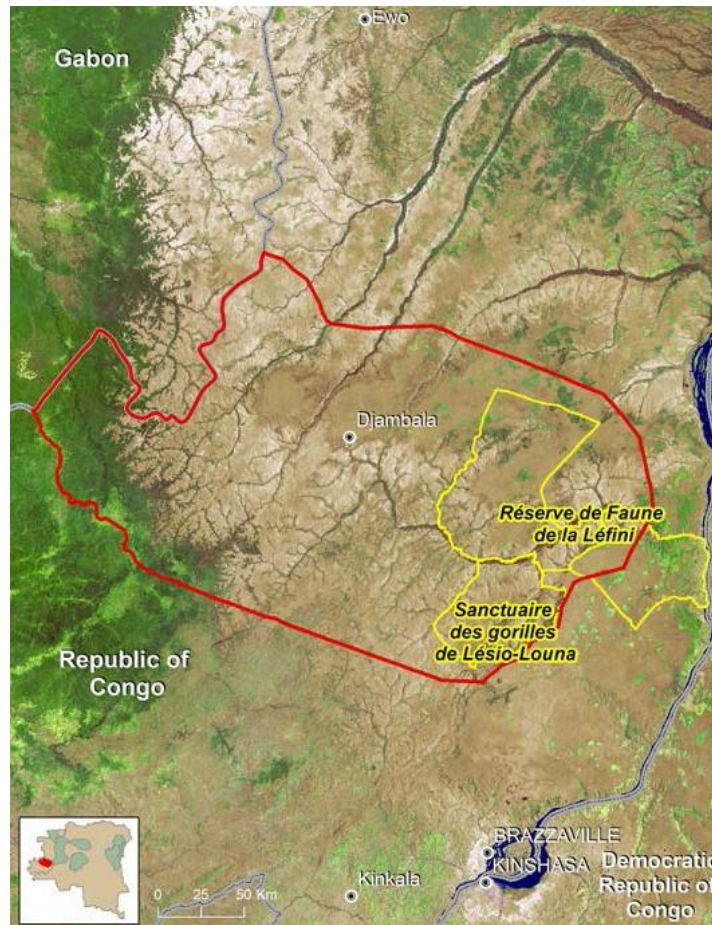 Ewo
Gabon
Djambala
Réserve de Faune
de la Léfini
Sanctuaire
des gorilles
de Lésio-Louna
Republic of
Congo
BRAZZAVILLE
KINSHASA
Democratic
Republic of
Congo
Kinkala
0 25 50 Km